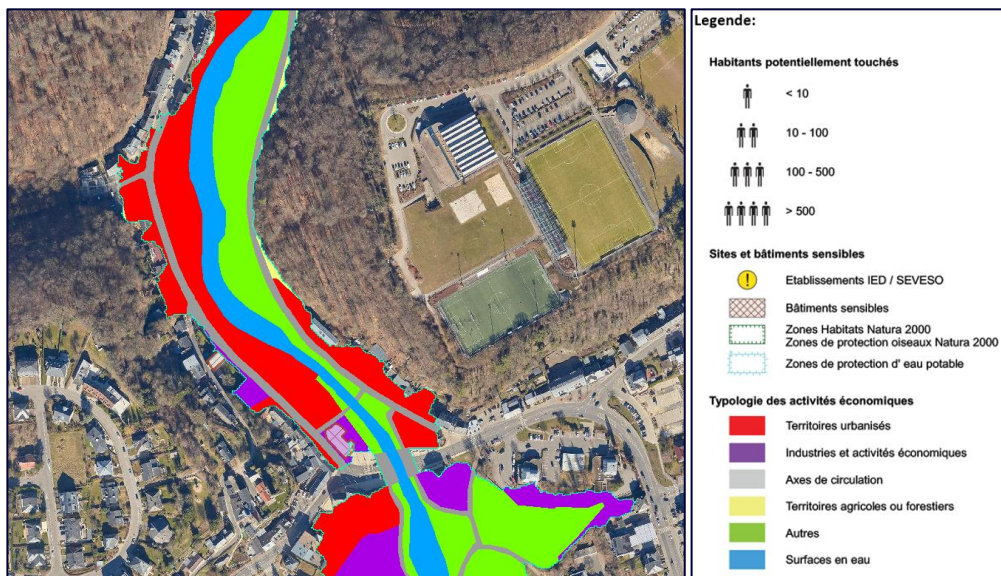 Legende:
Habitants potentiellement touchés
< 10
10 - 100
100 - 500
> 500
Sites et bâtiments sensibles
Etablissements IED / SEVESO
Bâtiments sensibles
Zones Habitats Natura 2000
Zones de protection oiseaux Natura 2000
Zones de protection d' eau potable
Typologie des activités économiques
Territoires urbanisés
Industries et activités économiques
Axes de circulation
Territoires agricoles ou forestiers
Autres
Surfaces en eau